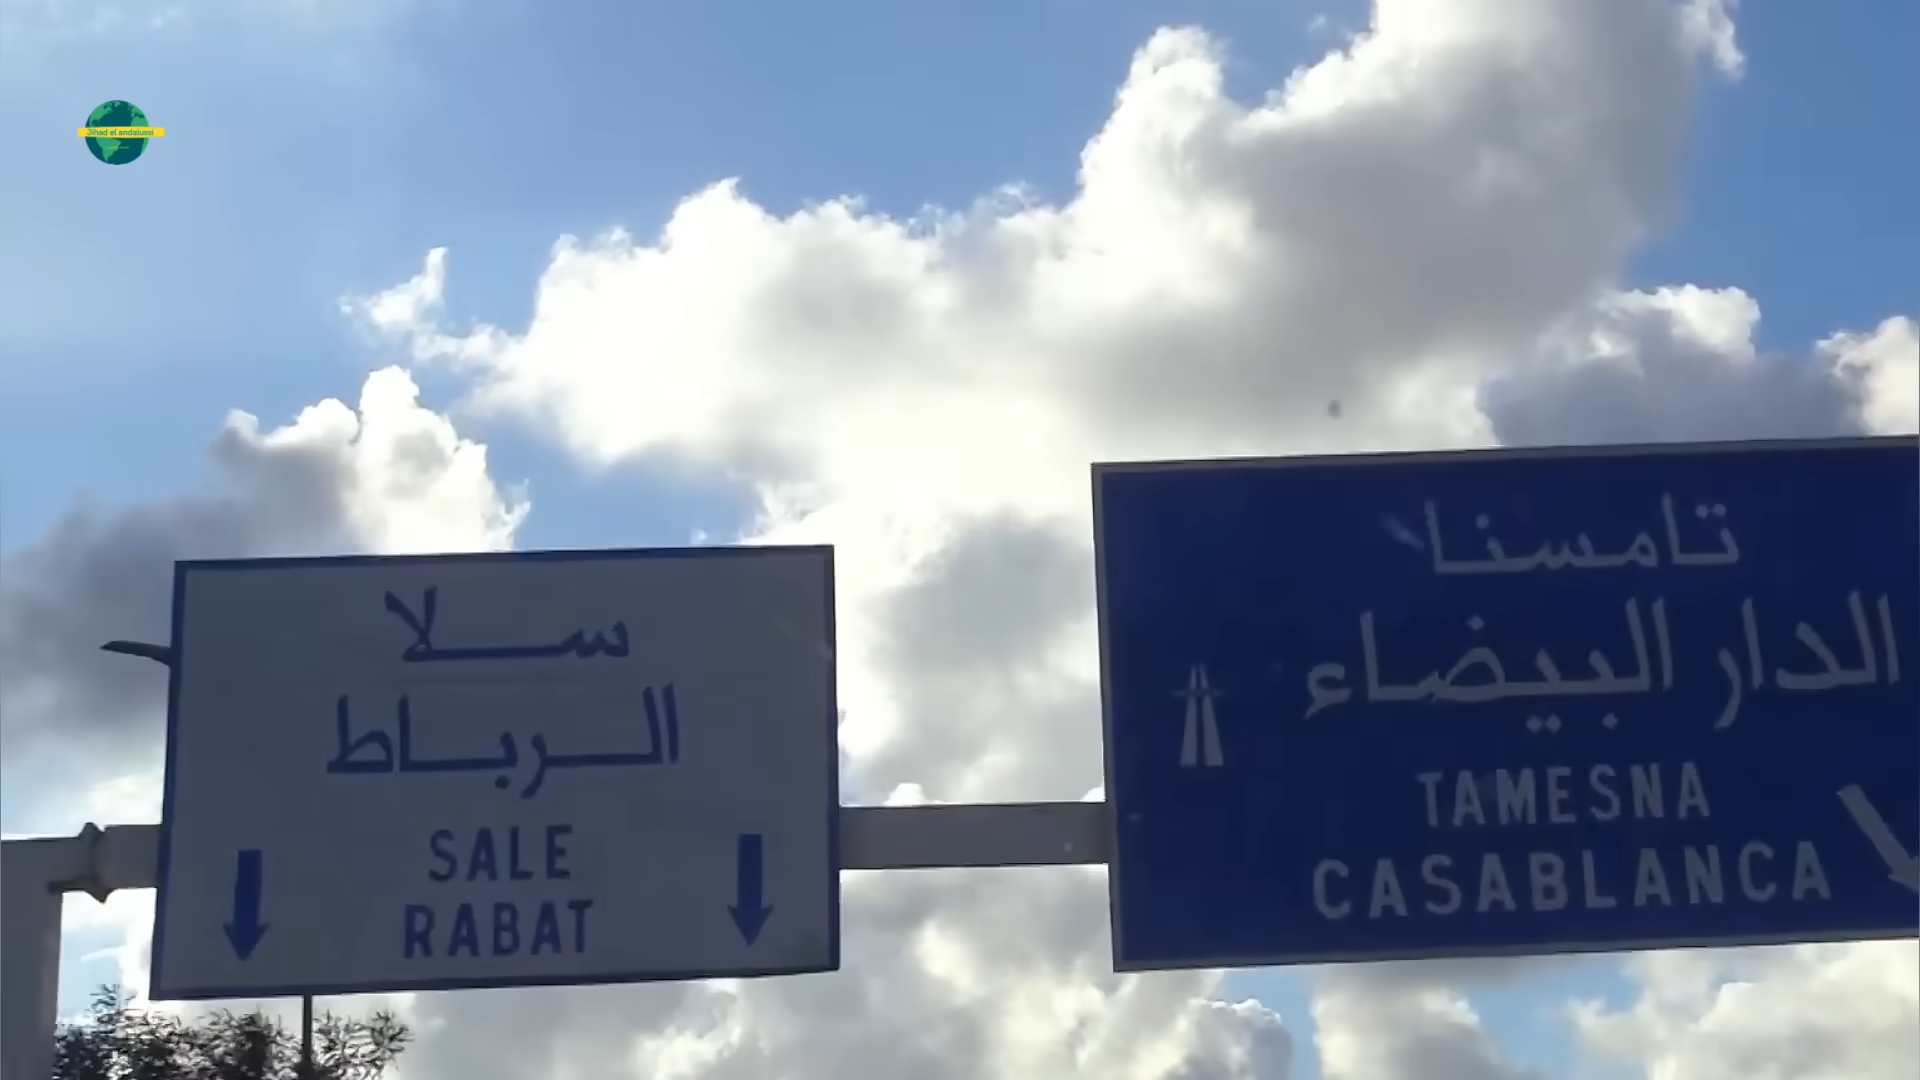 Jihad el andalussi
سلا
الرباط
SALE
RABAT
تامسنا
الدار البيضاء
TAMESNA
CASABLANCA